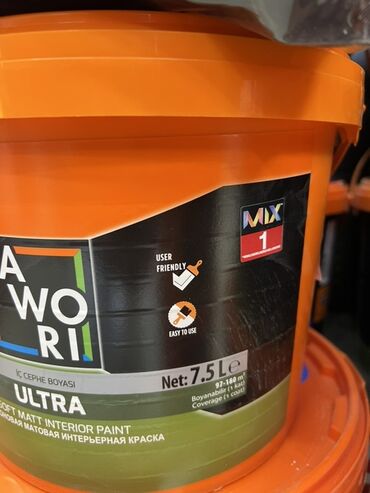 A
WO
RI
MIX
1
USER
FRIENDLY
EASY TO USE
İÇ CEPHE BOYASI
ULTRA
SOFT MATT INTERIOR PAINT
МАТОВАЯ ИНТЕРЬЕРНАЯ КРАСКА
Net: 7.5 L e
97-180 m²
Boyanabilir (1 kat)
Coverage (1 coat)